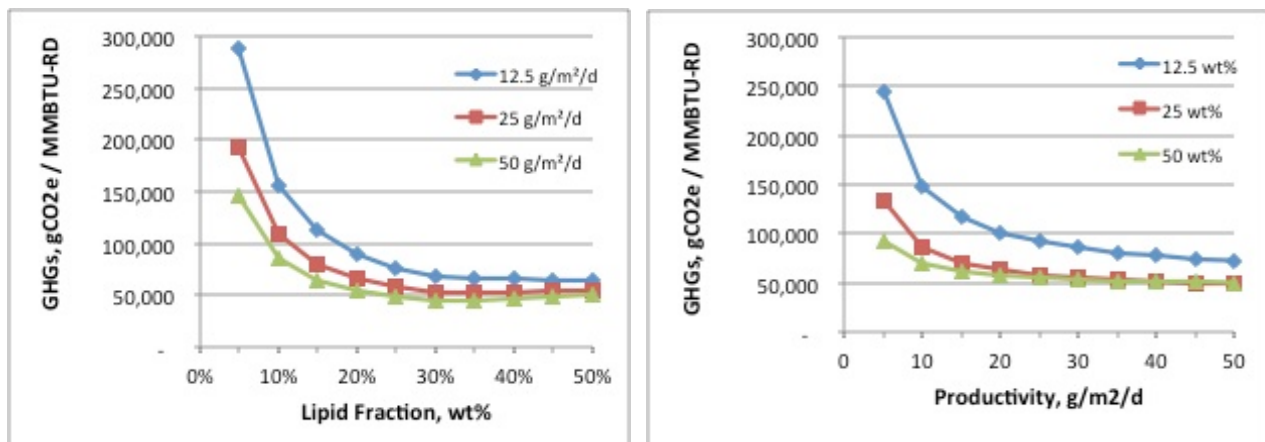 GHGs, gCO2e / MMBTU-RD
300,000
250,000
200,000
150,000
100,000
50,000
-
12.5 g/m²/d
25 g/m²/d
50 g/m²/d
0% 10% 20% 30% 40% 50%
Lipid Fraction, wt%
GHGs, gCO2e / MMBTU-RD
300,000
250,000
200,000
150,000
100,000
50,000
-
12.5 wt%
25 wt%
50 wt%
0 10 20 30 40 50
Productivity, g/m2/d